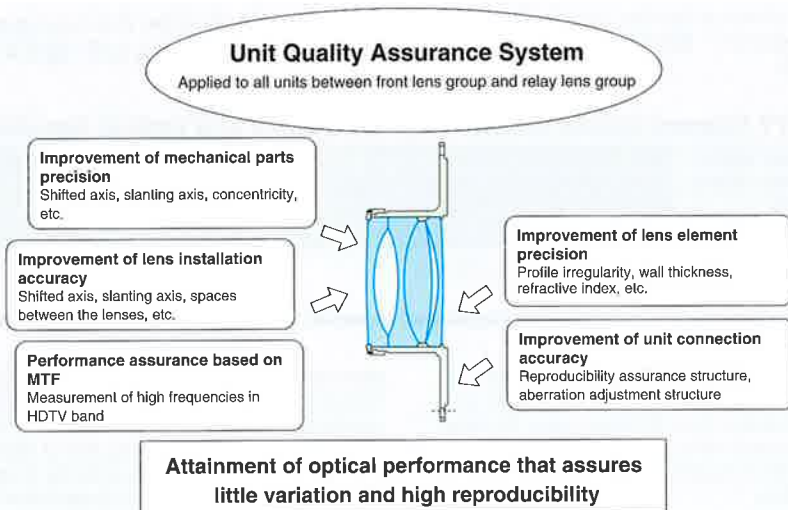 Unit Quality Assurance System
Applied to all units between front lens group and relay lens group
Improvement of mechanical parts
precision
Shifted axis, slanting axis, concentricity,
etc.
Improvement of lens installation
accuracy
Shifted axis, slanting axis, spaces
between the lenses, etc.
Performance assurance based on
MTF
Measurement of high frequencies in
HDTV band
Improvement of lens element
precision
Profile irregularity, wall thickness,
refractive index, etc.
Improvement of unit connection
accuracy
Reproducibility assurance structure,
aberration adjustment structure
Attainment of optical performance that assures
little variation and high reproducibility